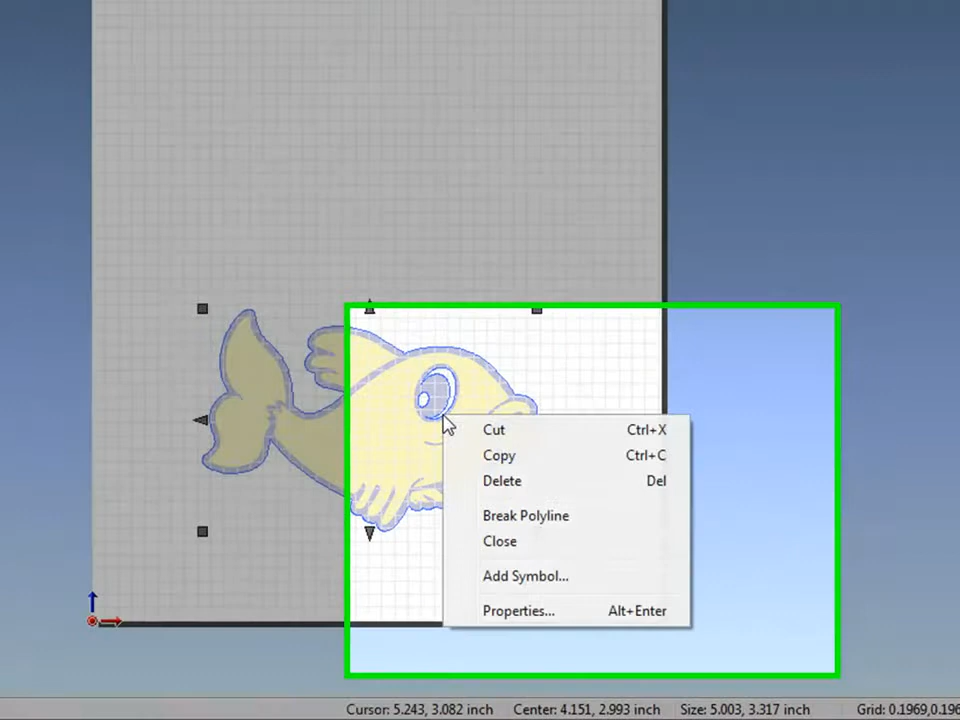 Cut Ctrl+X
Copy Ctrl+C
Delete Del
Break Polyline
Close
Add Symbol...
Properties... Alt+Enter
Cursor: 5.243, 3.082 inch Center: 4.151, 2.993 inch Size: 5.003, 3.317 inch Grid: 0.1969,0.196